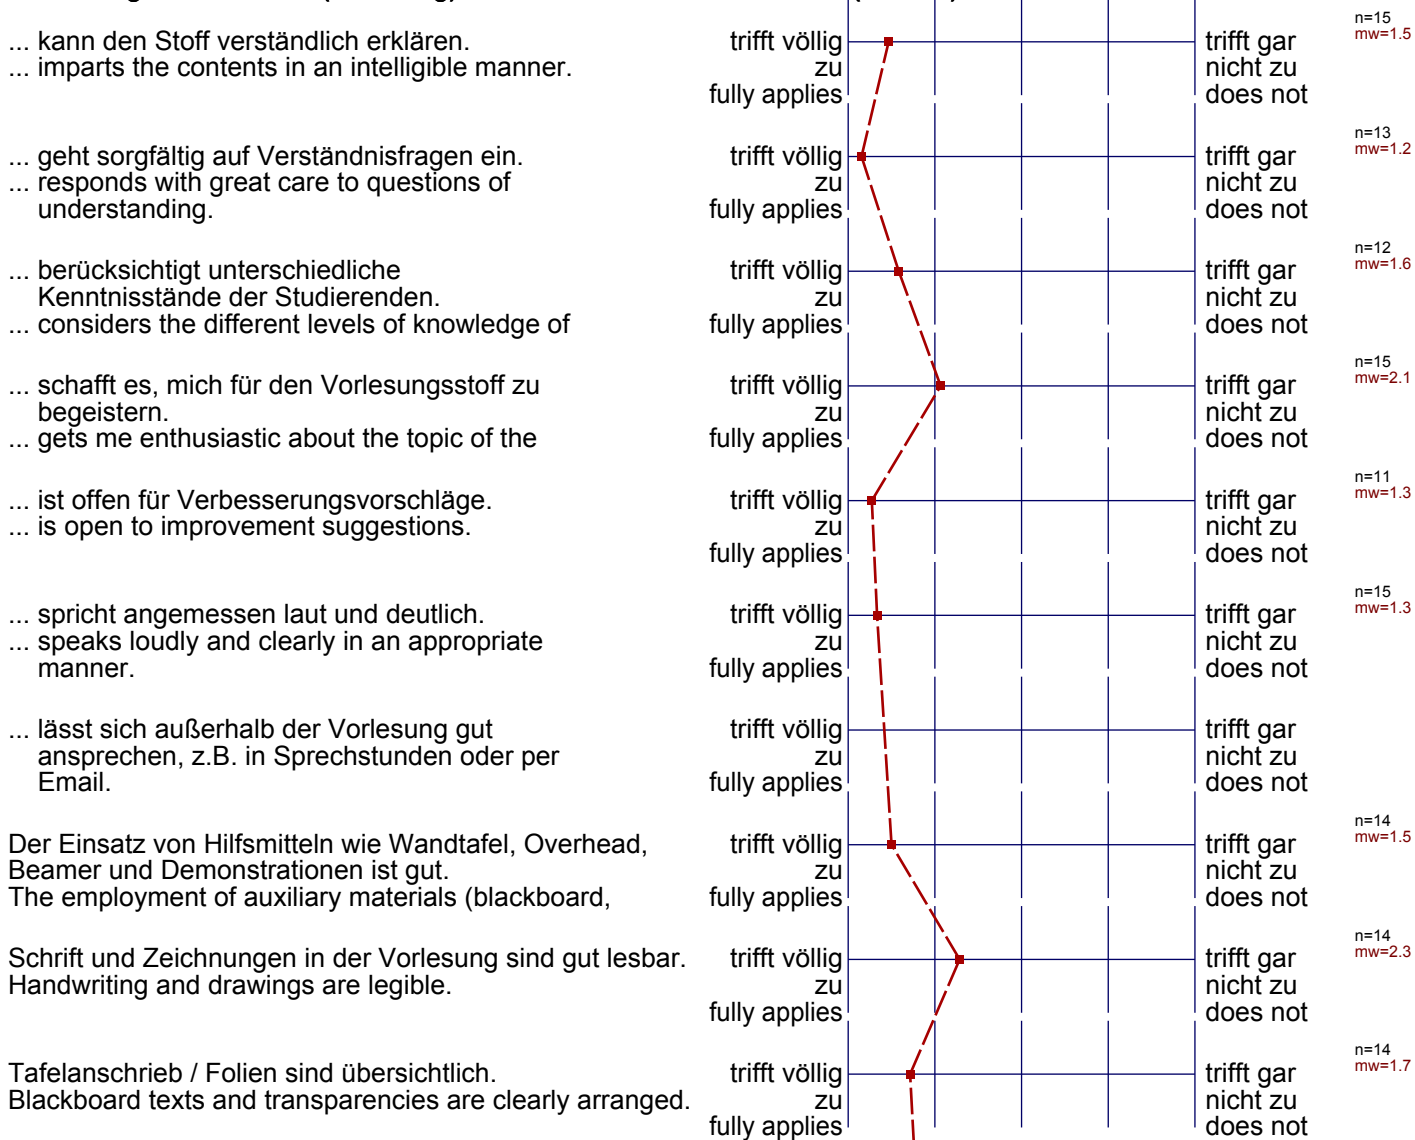 ... kann den Stoff verständlich erklären.
... imparts the contents in an intelligible manner.
trifft völlig
zu
fully applies
trifft gar
nicht zu
does not
n=15
mw=1.5
... geht sorgfältig auf Verständnisfragen ein.
... responds with great care to questions of
understanding.
trifft völlig
zu
fully applies
trifft gar
nicht zu
does not
n=13
mw=1.2
... berücksichtigt unterschiedliche
Kenntnisstände der Studierenden.
... considers the different levels of knowledge of
trifft völlig
zu
fully applies
trifft gar
nicht zu
does not
n=12
mw=1.6
... schafft es, mich für den Vorlesungsstoff zu
begeistern.
... gets me enthusiastic about the topic of the
trifft völlig
zu
fully applies
trifft gar
nicht zu
does not
n=15
mw=2.1
... ist offen für Verbesserungsvorschläge.
... is open to improvement suggestions.
trifft völlig
zu
fully applies
trifft gar
nicht zu
does not
n=11
mw=1.3
... spricht angemessen laut und deutlich.
... speaks loudly and clearly in an appropriate
manner.
trifft völlig
zu
fully applies
trifft gar
nicht zu
does not
n=15
mw=1.3
... lässt sich außerhalb der Vorlesung gut
ansprechen, z.B. in Sprechstunden oder per
Email.
trifft völlig
zu
fully applies
trifft gar
nicht zu
does not
Der Einsatz von Hilfsmitteln wie Wandtafel, Overhead,
Beamer und Demonstrationen ist gut.
The employment of auxiliary materials (blackboard,
trifft völlig
zu
fully applies
trifft gar
nicht zu
does not
n=14
mw=1.5
Schrift und Zeichnungen in der Vorlesung sind gut lesbar.
Handwriting and drawings are legible.
trifft völlig
zu
fully applies
trifft gar
nicht zu
does not
n=14
mw=2.3
Tafelanschrieb / Folien sind übersichtlich.
Blackboard texts and transparencies are clearly arranged.
trifft völlig
zu
fully applies
trifft gar
nicht zu
does not
n=14
mw=1.7